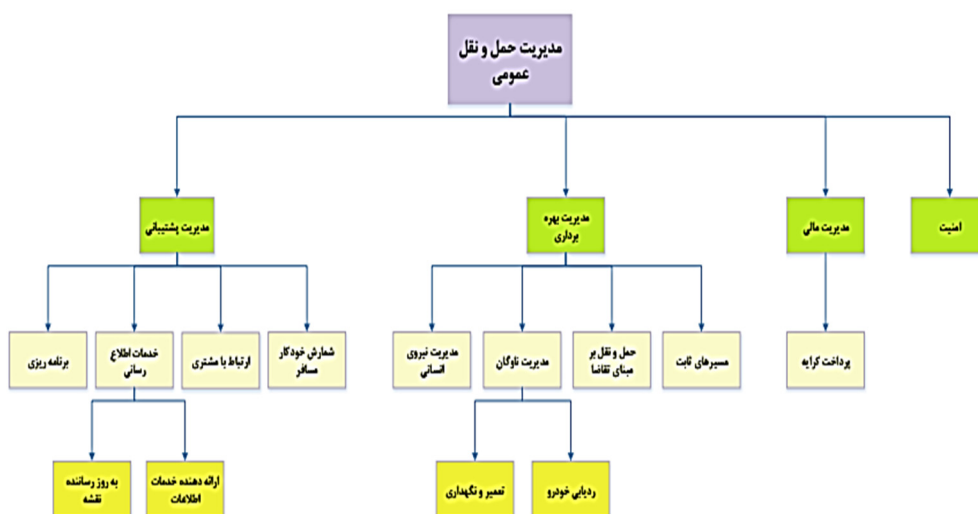 مدیریت حمل و نقل
عمومی
امنیت
مدیریت مالی
مدیریت بهره
برداری
مدیریت پشتیبانی
پرداخت کرایه
مسیرهای ثابت
حمل و نقل بر
مبنای تقاضا
مدیریت ناوگان
مدیریت نیروی
انسانی
شمارش خودکار
مسافر
ارتباط با مشتری
خدمات اطلاع
رسانی
برنامه ریزی
ردیابی خودرو
تعمیر و نگهداری
ارائه دهنده خدمات
اطلاعات
به روز رساننده
نقشه